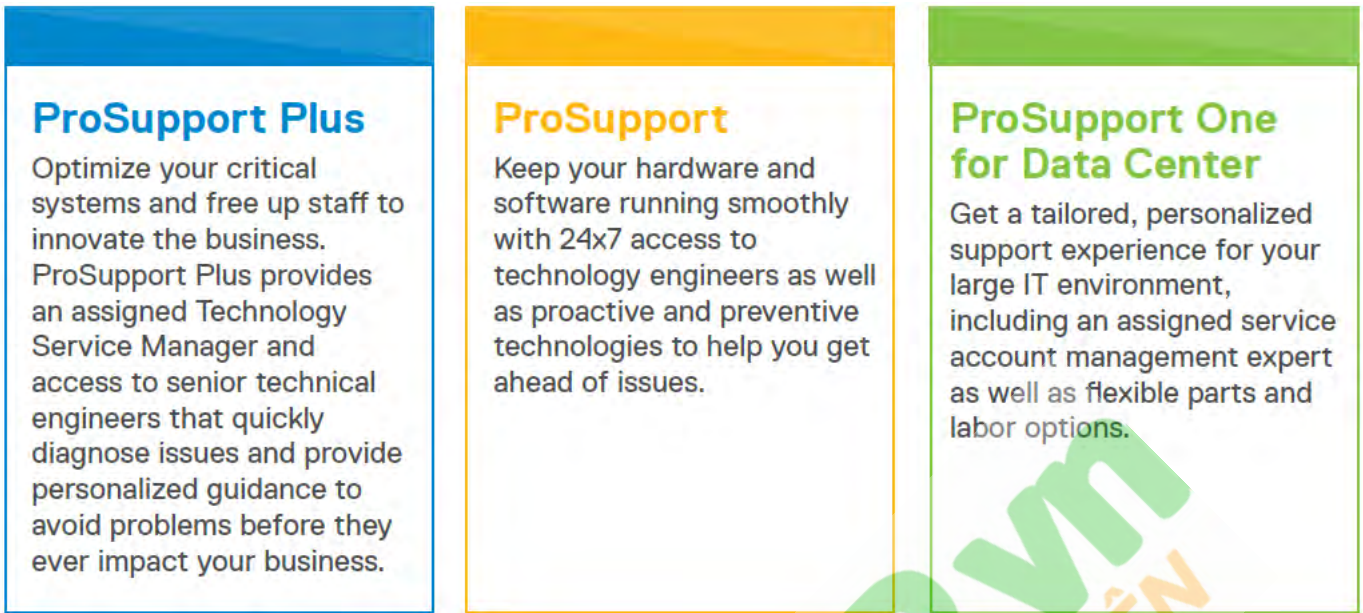 ProSupport Plus
Optimize your critical
systems and free up staff to
innovate the business.
ProSupport Plus provides
an assigned Technology
Service Manager and
access to senior technical
engineers that quickly
diagnose issues and provide
personalized guidance to
avoid problems before they
ever impact your business.
ProSupport
Keep your hardware and
software running smoothly
with 24x7 access to
technology engineers as well
as proactive and preventive
technologies to help you get
ahead of issues.
ProSupport One
for Data Center
Get a tailored, personalized
support experience for your
large IT environment,
including an assigned service
account management expert
as well as flexible parts and
labor options.